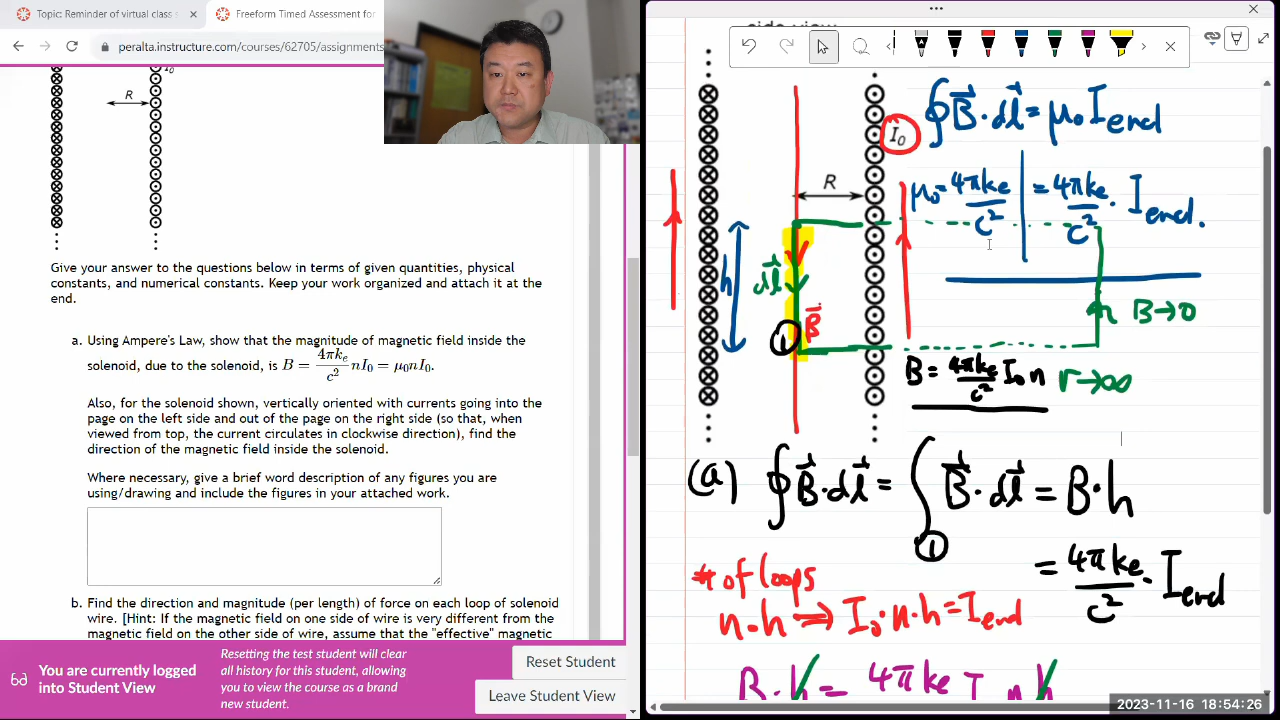 Topic: Reminder of virtual class
Freeform Timed Assessment for
peralta.instructure.com/courses/62705/assignments
I₀
R
Give your answer to the questions below in terms of given quantities, physical
constants, and numerical constants. Keep your work organized and attach it at the
end.
a. Using Ampere's Law, show that the magnitude of magnetic field inside the
solenoid, due to the solenoid, is B = 4πkₑ/c² nI₀ = μ₀nI₀.
Also, for the solenoid shown, vertically oriented with currents going into the
page on the left side and out of the page on the right side (so that, when
viewed from top, the current circulates in clockwise direction), find the
direction of the magnetic field inside the solenoid.
Where necessary, give a brief word description of any figures you are
using/drawing and include the figures in your attached work.
b. Find the direction and magnitude (per length) of force on each loop of solenoid
wire. [Hint: If the magnetic field on one side of wire is very different from the
magnetic field on the other side of wire, assume that the "effective" magnetic
You are currently logged
into Student View
Resetting the test student will clear
all history for this student, allowing
you to view the course as a brand
new student.
Reset Student
Leave Student View
side view
∮B⃗·dl⃗ = μ₀ Iencl
I₀
R
μ₀ = 4πke/c² | = 4πke/c² · Iencl.
h
dl⃗
B⃗
①
B→0
B = 4πke/c² I₀n
r→∞
(a) ∮B⃗·dl⃗ = ∫① B⃗·dl⃗ = B·h
= 4πke/c² · Iencl
# of loops
n·h ⇒ I₀·n·h = Iencl
B·h = 4πke I n h
2023-11-16 18:54:26